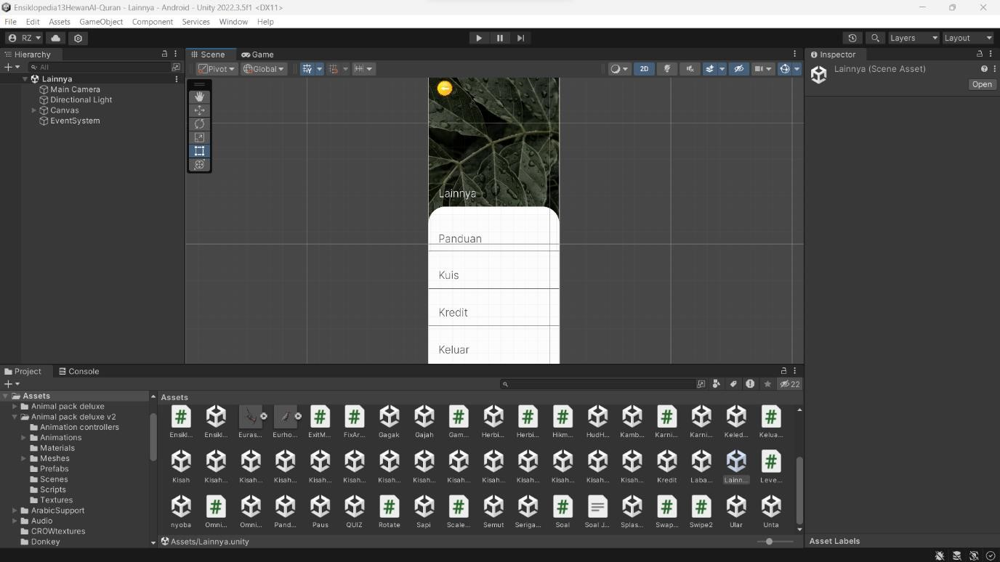 Ensiklopedia13HewanAl-Quran - Lainnya - Android - Unity 2022.3.5f1 <DX11>
File Edit Assets GameObject Component Services Window Help
RZ
Layers
Layout
Hierarchy
Scene
Game
Inspector
All
Pivot
Global
2D
Lainnya (Scene Asset)
Open
Lainnya
Main Camera
Directional Light
Canvas
EventSystem
Lainnya
Panduan
Kuis
Kredit
Keluar
Project
Console
22
Assets
Animal pack deluxe
Animal pack deluxe v2
Animation controllers
Animations
Materials
Meshes
Prefabs
Scenes
Scripts
Textures
ArabicSupport
Audio
CROWtextures
Donkey
Assets
Ensikl... Ensikl... Euras... Eurho... ExitM... FixAr... Gagak Gajah Gam... Herbi... Herbi... Hikm... HudH... Kamb... Karni... Karni... Keled... Kelua...
Kisah Kisah... Kisah... Kisah... Kisah... Kisah... Kisah... Kisah... Kisah... Kisah... Kisah... Kisah... Kisah... Kisah... Kredit Laba... Lainn... Leve...
nyoba Omni... Omni... Pand... Paus QUIZ Rotate Sapi Scale... Semut Seriga... Soal Soal J... Splas... Swap... Swipe2 Ular Unta
Assets/Lainnya.unity
Asset Labels